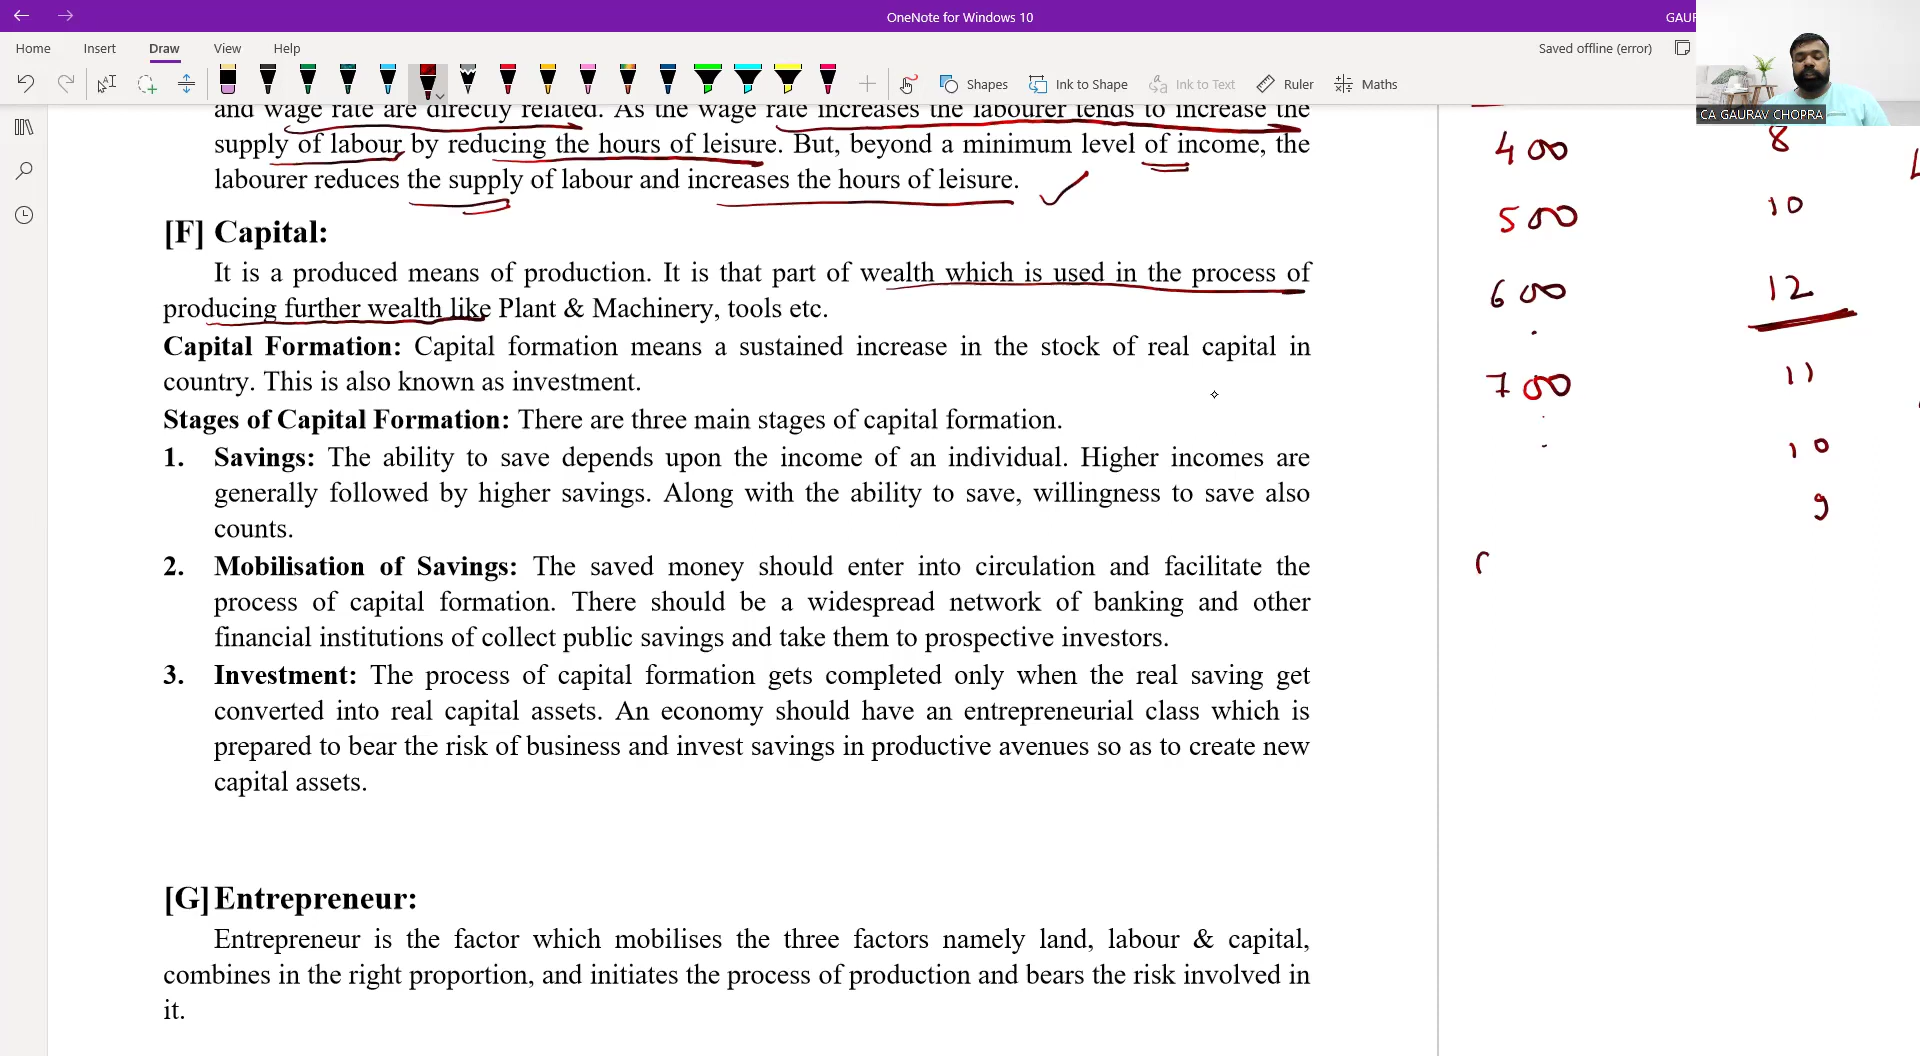 OneNote for Windows 10
GAUR
Home Insert Draw View Help
Saved offline (error)
Shapes Ink to Shape Ink to Text Ruler Maths
CA GAURAV CHOPRA
and wage rate are directly related. As the wage rate increases the labourer tends to increase the
supply of labour by reducing the hours of leisure. But, beyond a minimum level of income, the
labourer reduces the supply of labour and increases the hours of leisure.
[F] Capital:
It is a produced means of production. It is that part of wealth which is used in the process of
producing further wealth like Plant & Machinery, tools etc.
Capital Formation: Capital formation means a sustained increase in the stock of real capital in
country. This is also known as investment.
Stages of Capital Formation: There are three main stages of capital formation.
1. Savings: The ability to save depends upon the income of an individual. Higher incomes are
generally followed by higher savings. Along with the ability to save, willingness to save also
counts.
2. Mobilisation of Savings: The saved money should enter into circulation and facilitate the
process of capital formation. There should be a widespread network of banking and other
financial institutions of collect public savings and take them to prospective investors.
3. Investment: The process of capital formation gets completed only when the real saving get
converted into real capital assets. An economy should have an entrepreneurial class which is
prepared to bear the risk of business and invest savings in productive avenues so as to create new
capital assets.
[G] Entrepreneur:
Entrepreneur is the factor which mobilises the three factors namely land, labour & capital,
combines in the right proportion, and initiates the process of production and bears the risk involved in
it.
400 8
500 10
600 12
700 11
10
9